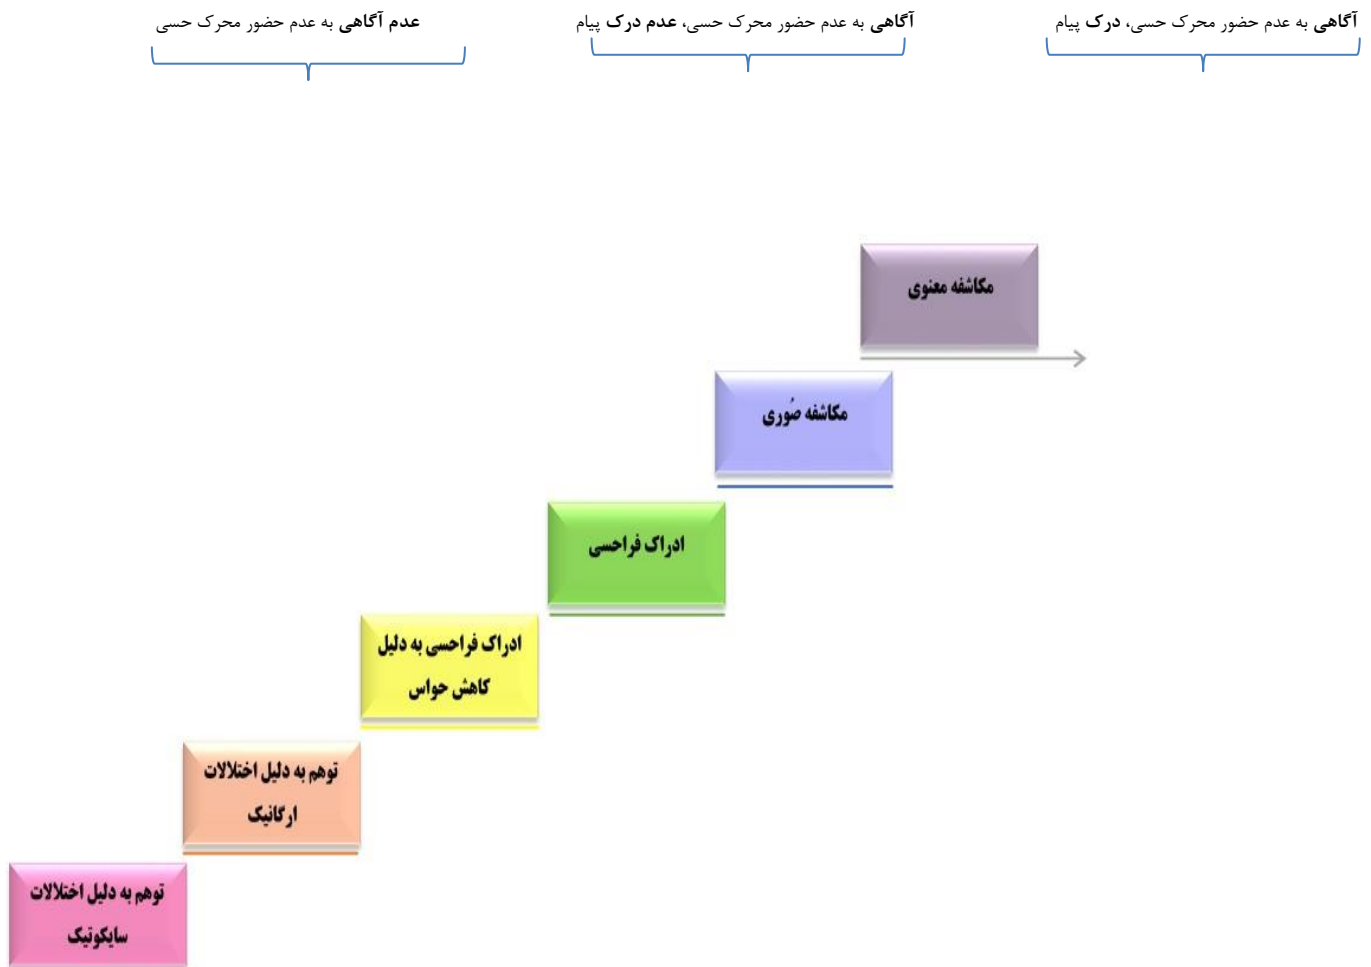 آگاهی به عدم حضور محرک حسی، درک پیام
آگاهی به عدم حضور محرک حسی، عدم درک پیام
عدم آگاهی به عدم حضور محرک حسی
مکاشفه معنوی
مکاشفه صُوری
ادراک فراحسی
ادراک فراحسی به دلیل
کاهش حواس
توهم به دلیل اختلالات
ارگانیک
توهم به دلیل اختلالات
سایکوتیک